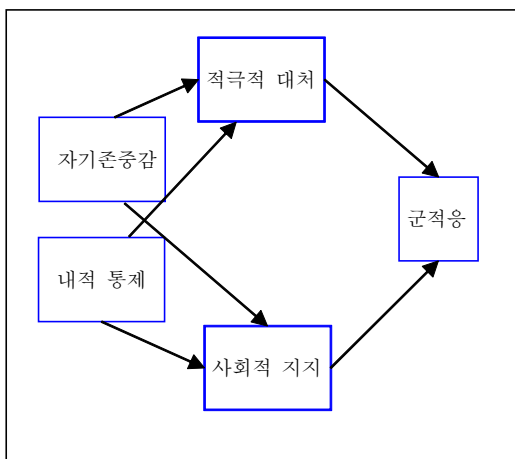 적극적 대처
자기존중감
군적응
내적 통제
사회적 지지